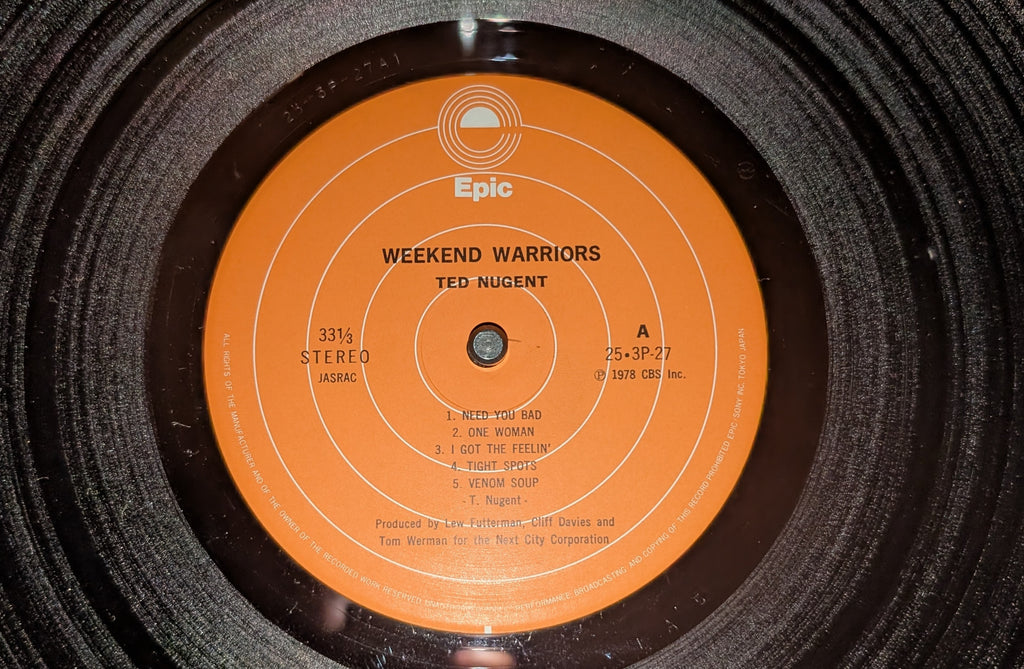 Epic
WEEKEND WARRIORS
TED NUGENT
33⅓
STEREO
JASRAC
A
25•3P-27
Ⓟ 1978 CBS Inc.
1. NEED YOU BAD
2. ONE WOMAN
3. I GOT THE FEELIN'
4. TIGHT SPOTS
5. VENOM SOUP
- T. Nugent -
Produced by Lew Futterman, Cliff Davies and
Tom Werman for the Next City Corporation
ALL RIGHTS OF THE MANUFACTURER AND OF THE OWNER OF THE RECORDED WORK RESERVED PERFORMANCE, BROADCASTING AND COPYING OF THIS RECORD PROHIBITED EPIC SONY INC. TOKYO JAPAN